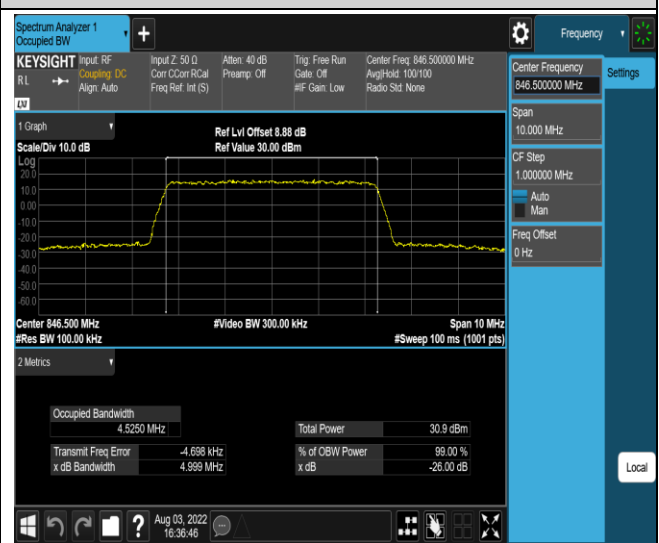 Spectrum Analyzer 1
Occupied BW
+
Frequency
KEYSIGHT
Input: RF
Coupling: DC
Align: Auto
Input Z: 50 Ω
Corr CCorr RCal
Freq Ref: Int (S)
Atten: 40 dB
Preamp: Off
Trig: Free Run
Gate: Off
#IF Gain: Low
Center Freq: 846.500000 MHz
Avg|Hold: 100/100
Radio Std: None
RL
LXI
Center Frequency
846.500000 MHz
Settings
Span
10.000 MHz
CF Step
1.000000 MHz
Auto
Man
Freq Offset
0 Hz
1 Graph
Scale/Div 10.0 dB
Ref Lvl Offset 8.88 dB
Ref Value 30.00 dBm
Log
20.0
10.0
0.00
-10.0
-20.0
-30.0
-40.0
-50.0
-60.0
Center 846.500 MHz
#Video BW 300.00 kHz
Span 10 MHz
#Res BW 100.00 kHz
#Sweep 100 ms (1001 pts)
2 Metrics
Occupied Bandwidth
4.5250 MHz
Total Power 30.9 dBm
Transmit Freq Error -4.698 kHz
% of OBW Power 99.00 %
x dB Bandwidth 4.999 MHz
x dB -26.00 dB
Local
?
Aug 03, 2022
16:36:46